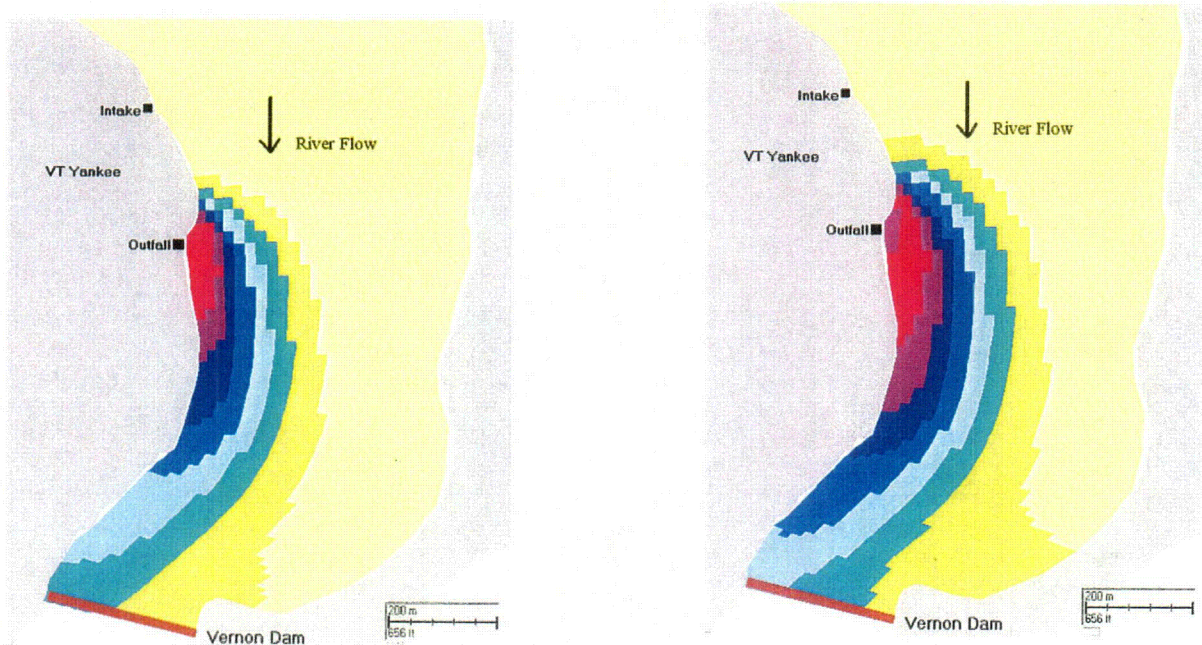 Intake
River Flow
VT Yankee
Outfall
200 m
656 ft
Vernon Dam
Intake
River Flow
VT Yankee
Outfall
200 m
656 ft
Vernon Dam